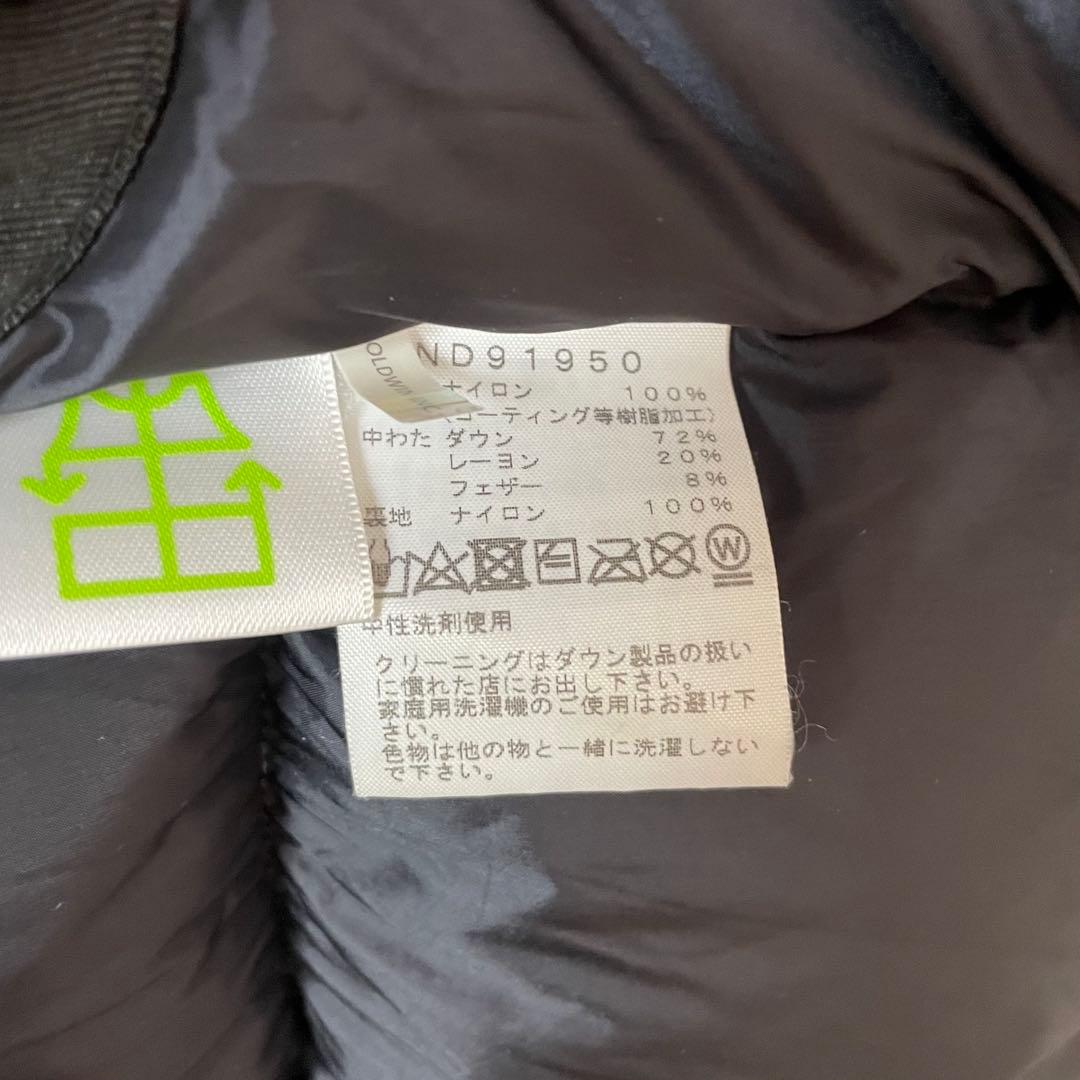 OLDWIN INC
ND91950
ナイロン 100%
(コーティング等樹脂加工)
中わた ダウン 72%
レーヨン 20%
フェザー 8%
裏地 ナイロン 100%
W
中性洗剤使用
クリーニングはダウン製品の扱い
に慣れた店にお出し下さい。
家庭用洗濯機のご使用はお避け下
さい。
色物は他の物と一緒に洗濯しない
で下さい。